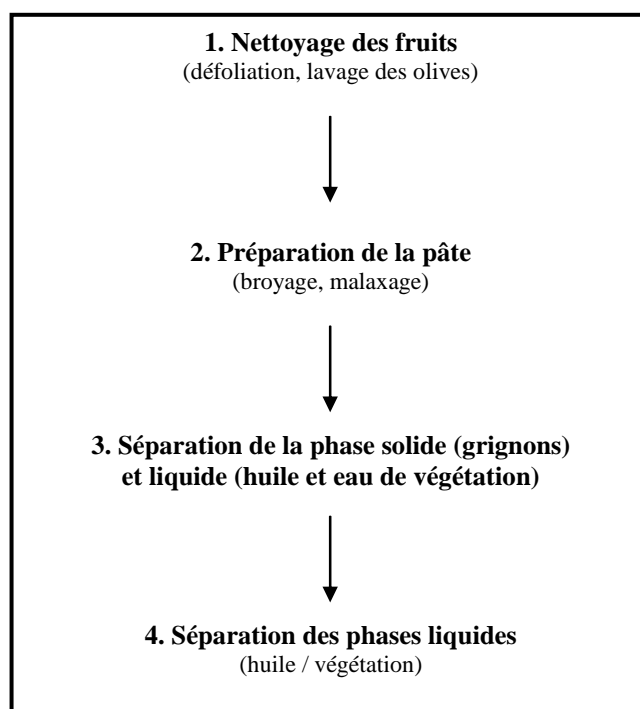 1. Nettoyage des fruits
(défoliation, lavage des olives)
2. Préparation de la pâte
(broyage, malaxage)
3. Séparation de la phase solide (grignons)
et liquide (huile et eau de végétation)
4. Séparation des phases liquides
(huile / végétation)